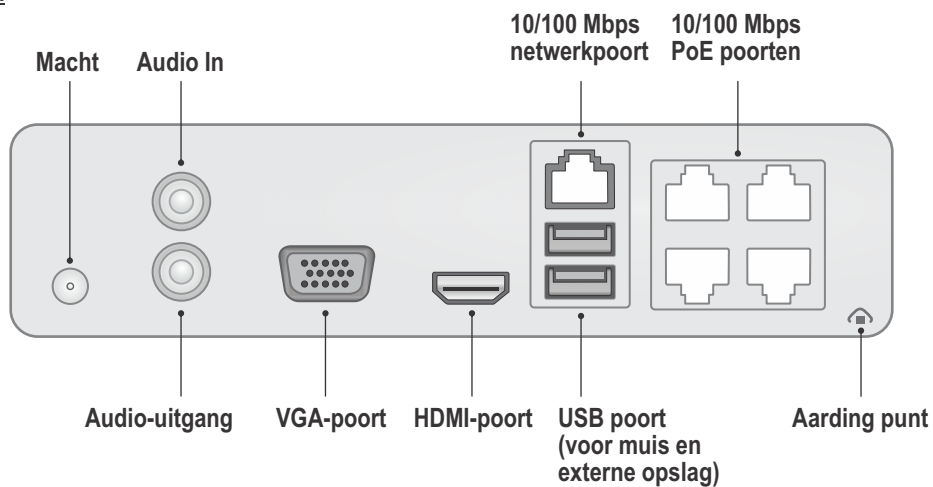 10/100 Mbps
netwerkpoort
10/100 Mbps
PoE poorten
Macht
Audio In
Audio-uitgang
VGA-poort
HDMI-poort
USB poort
(voor muis en
externe opslag)
Aarding punt